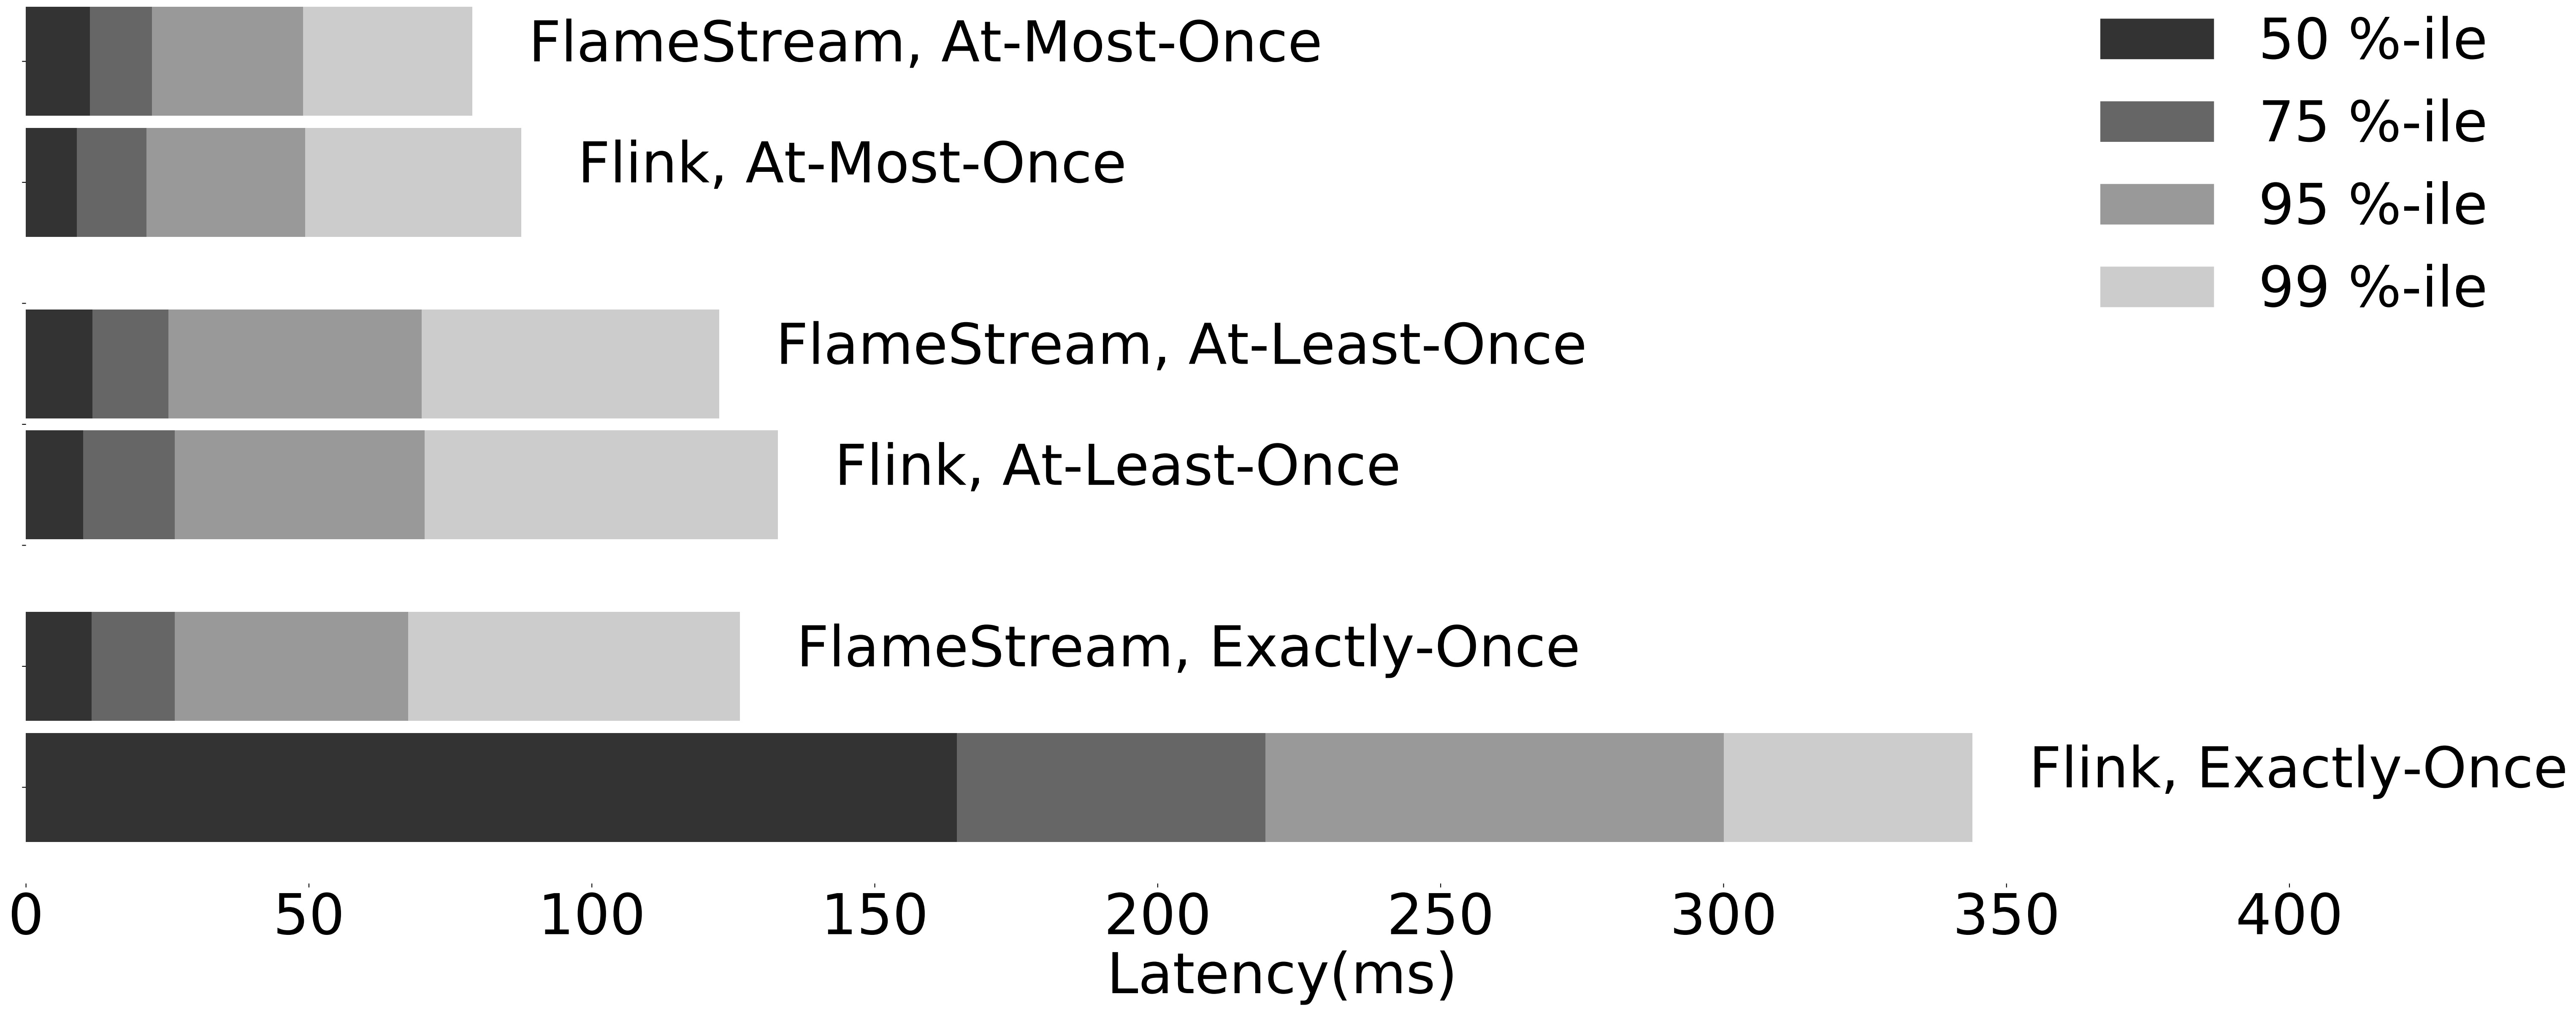 FlameStream, At-Most-Once
50 %-ile
75 %-ile
Flink, At-Most-Once
95 %-ile
99 %-ile
FlameStream, At-Least-Once
Flink, At-Least-Once
FlameStream, Exactly-Once
Flink, Exactly-Once
0 50 100 150 200 250 300 350 400
Latency(ms)